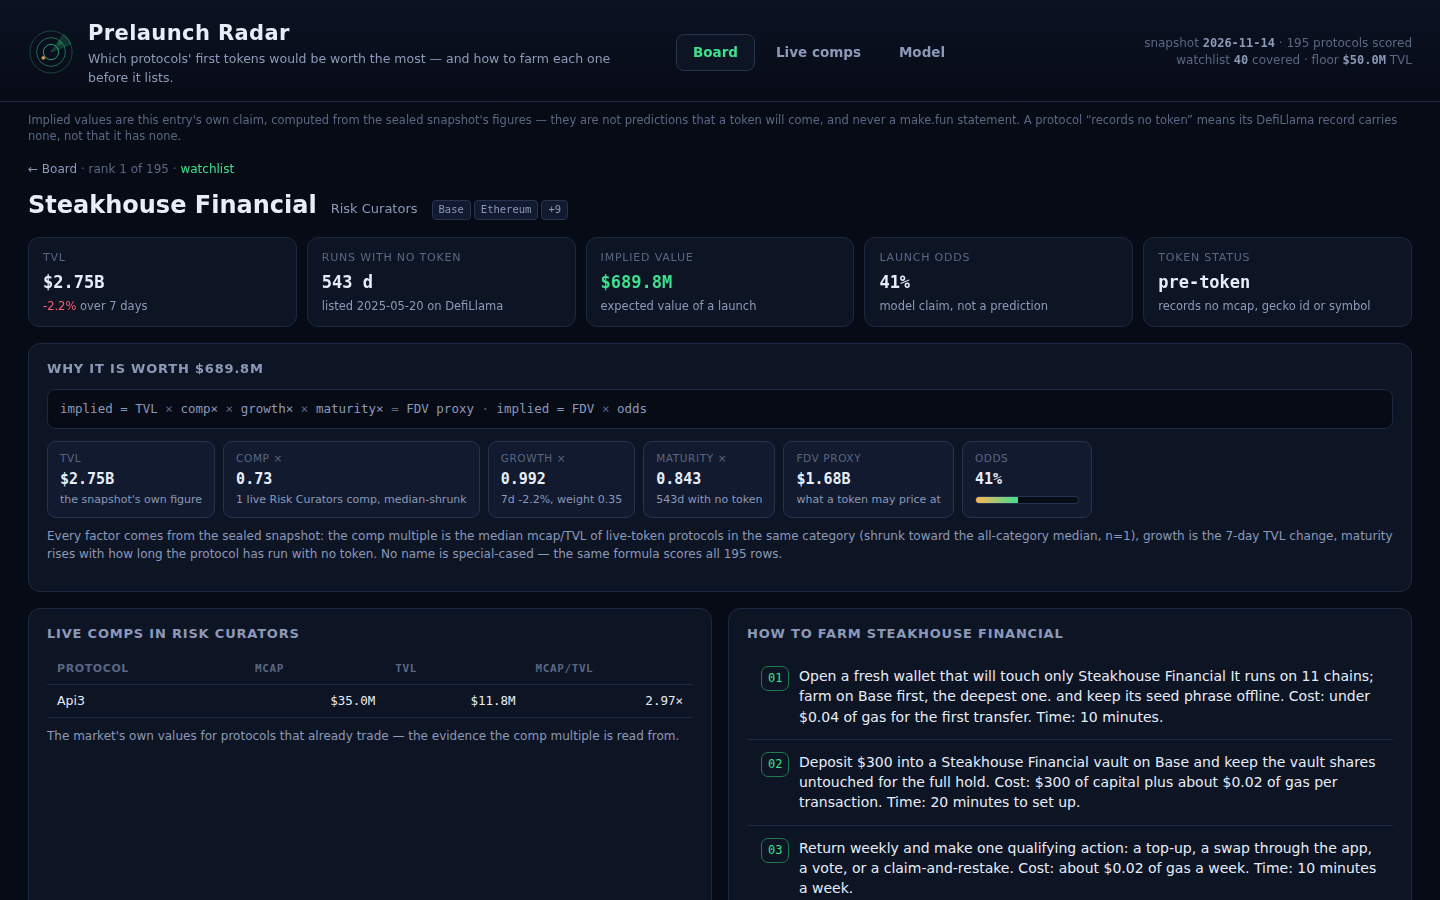 Prelaunch Radar
Which protocols' first tokens would be worth the most — and how to farm each one
before it lists.
Board
Live comps
Model
snapshot 2026-11-14 · 195 protocols scored
watchlist 40 covered · floor $50.0M TVL
Implied values are this entry's own claim, computed from the sealed snapshot's figures — they are not predictions that a token will come, and never a make.fun statement. A protocol “records no token” means its DefiLlama record carries
none, not that it has none.
← Board · rank 1 of 195 · watchlist
Steakhouse Financial Risk Curators Base Ethereum +9
TVL
$2.75B
-2.2% over 7 days
RUNS WITH NO TOKEN
543 d
listed 2025-05-20 on DefiLlama
IMPLIED VALUE
$689.8M
expected value of a launch
LAUNCH ODDS
41%
model claim, not a prediction
TOKEN STATUS
pre-token
records no mcap, gecko id or symbol
WHY IT IS WORTH $689.8M
implied = TVL × comp× × growth× × maturity× = FDV proxy · implied = FDV × odds
TVL
$2.75B
the snapshot's own figure
COMP ×
0.73
1 live Risk Curators comp, median-shrunk
GROWTH ×
0.992
7d -2.2%, weight 0.35
MATURITY ×
0.843
543d with no token
FDV PROXY
$1.68B
what a token may price at
ODDS
41%
Every factor comes from the sealed snapshot: the comp multiple is the median mcap/TVL of live-token protocols in the same category (shrunk toward the all-category median, n=1), growth is the 7-day TVL change, maturity
rises with how long the protocol has run with no token. No name is special-cased — the same formula scores all 195 rows.
LIVE COMPS IN RISK CURATORS
PROTOCOL MCAP TVL MCAP/TVL
Api3 $35.0M $11.8M 2.97×
The market's own values for protocols that already trade — the evidence the comp multiple is read from.
HOW TO FARM STEAKHOUSE FINANCIAL
01
Open a fresh wallet that will touch only Steakhouse Financial It runs on 11 chains;
farm on Base first, the deepest one. and keep its seed phrase offline. Cost: under
$0.04 of gas for the first transfer. Time: 10 minutes.
02
Deposit $300 into a Steakhouse Financial vault on Base and keep the vault shares
untouched for the full hold. Cost: $300 of capital plus about $0.02 of gas per
transaction. Time: 20 minutes to set up.
03
Return weekly and make one qualifying action: a top-up, a swap through the app,
a vote, or a claim-and-restake. Cost: about $0.02 of gas a week. Time: 10 minutes
a week.